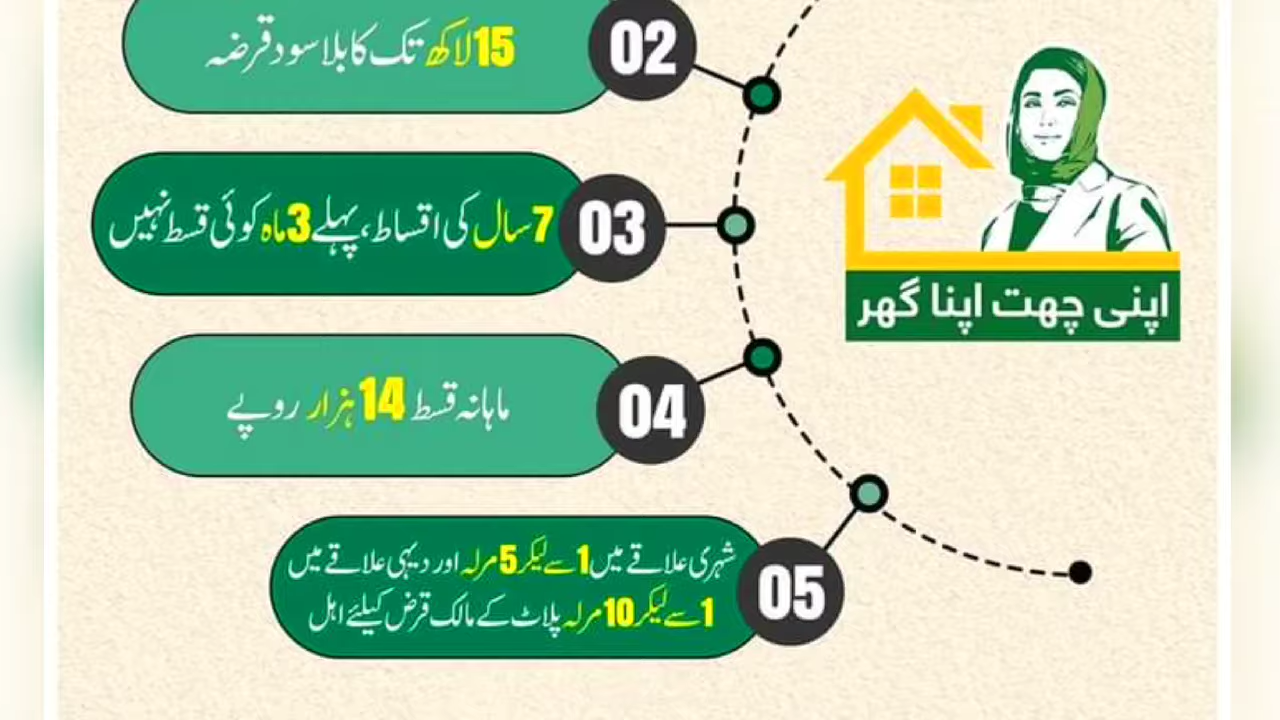 02
15 لاکھ تک کا بلا سود قرضہ
03
7 سال کی اقساط، پہلے 3 ماہ کوئی قسط نہیں
04
ماہانہ قسط 14 ہزار روپے
05
شہری علاقے میں 1 سے لیکر 5 مرلہ اور دیہی علاقے میں
1 سے لیکر 10 مرلہ پلاٹ کے مالک قرض کیلئے اہل
اپنی چھت اپنا گھر